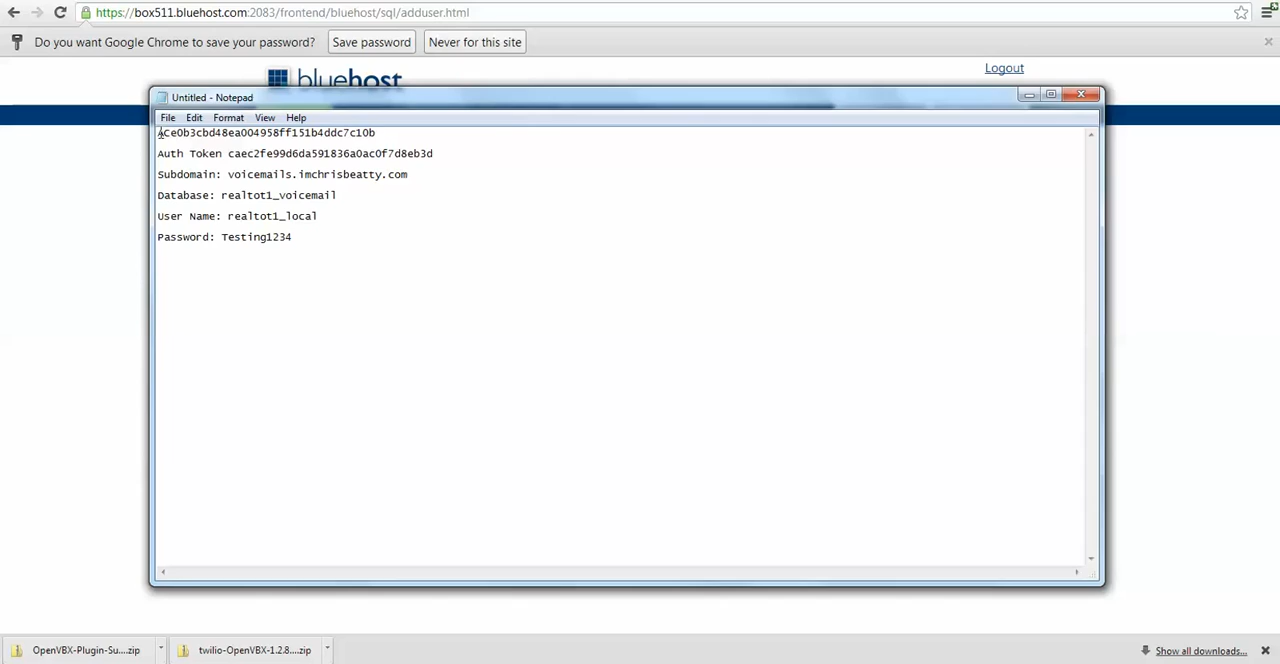 https://box511.bluehost.com:2083/frontend/bluehost/sql/adduser.html
Do you want Google Chrome to save your password? Save password Never for this site
Logout
bluehost
Untitled - Notepad
File Edit Format View Help
Auth Token caec2fe99d6da591836a0ac0f7d8eb3d
Subdomain: voicemails.imchrisbeatty.com
Database: realtot1_voicemail
User Name: realtot1_local
Password: Testing1234
OpenVBX-Plugin-Su....zip twilio-OpenVBX-1.2.8....zip Show all downloads...